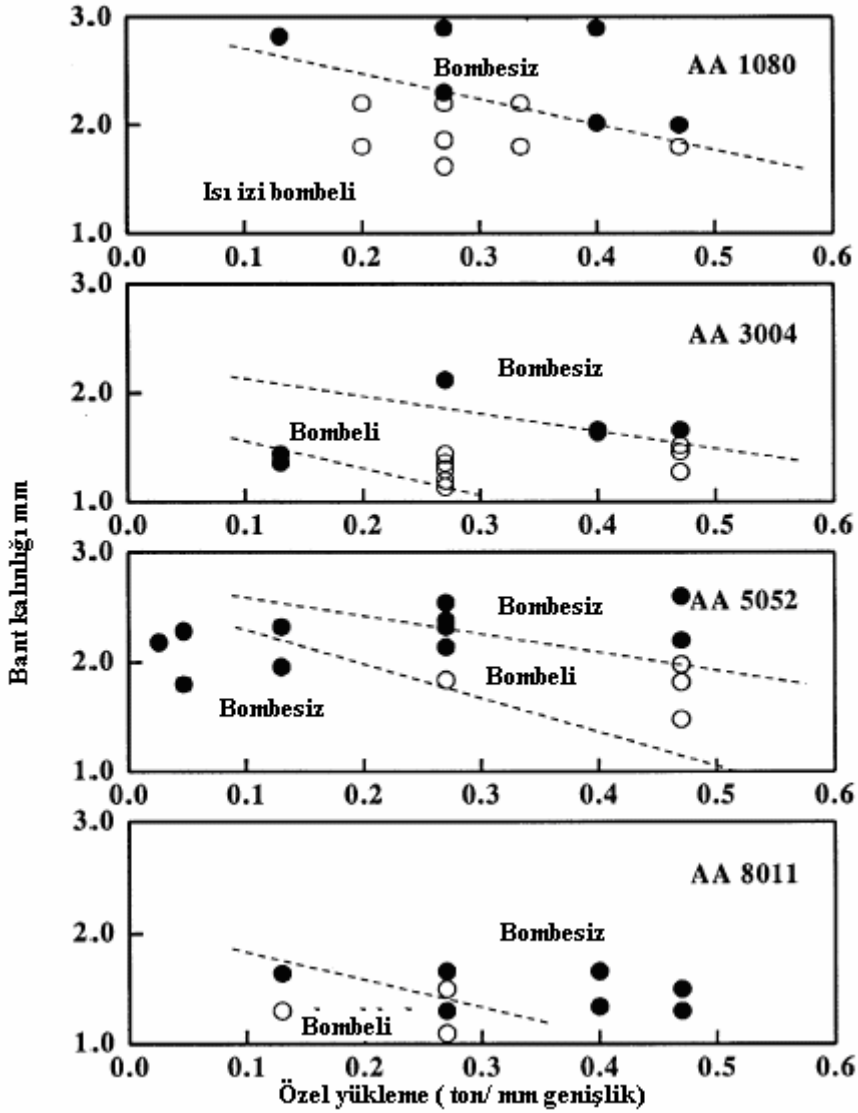 3.0
Bombesiz
AA 1080
2.0
Isı izi bombeli
1.0
0.0 0.1 0.2 0.3 0.4 0.5 0.6
3.0
AA 3004
Bombesiz
2.0
Bombeli
1.0
0.0 0.1 0.2 0.3 0.4 0.5 0.6
Bant kalınlığı mm
3.0
Bombesiz
AA 5052
2.0
Bombeli
Bombesiz
1.0
0.0 0.1 0.2 0.3 0.4 0.5 0.6
3.0
AA 8011
2.0
Bombesiz
Bombeli
1.0
0.0 0.1 0.2 0.3 0.4 0.5 0.6
Özel yükleme ( ton/ mm genişlik)